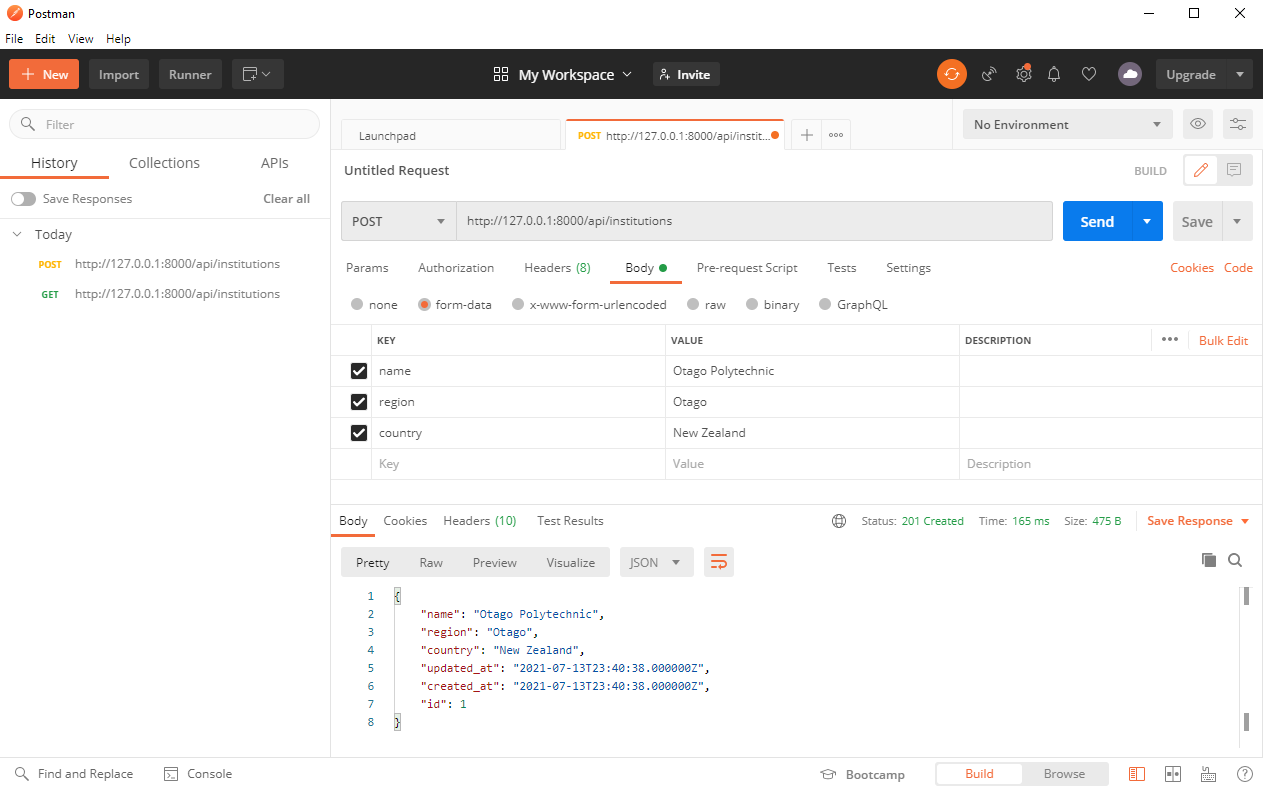 Postman
File Edit View Help
New Import Runner My Workspace Invite Upgrade
Filter
History Collections APIs
Save Responses Clear all
Today
POST http://127.0.0.1:8000/api/institutions
GET http://127.0.0.1:8000/api/institutions
Launchpad POST http://127.0.0.1:8000/api/instit... No Environment
Untitled Request BUILD
POST http://127.0.0.1:8000/api/institutions Send Save
Params Authorization Headers (8) Body Pre-request Script Tests Settings Cookies Code
none form-data x-www-form-urlencoded raw binary GraphQL
KEY VALUE DESCRIPTION Bulk Edit
name Otago Polytechnic
region Otago
country New Zealand
Key Value Description
Body Cookies Headers (10) Test Results Status: 201 Created Time: 165 ms Size: 475 B Save Response
Pretty Raw Preview Visualize JSON
1 {
2 "name": "Otago Polytechnic",
3 "region": "Otago",
4 "country": "New Zealand",
5 "updated_at": "2021-07-13T23:40:38.000000Z",
6 "created_at": "2021-07-13T23:40:38.000000Z",
7 "id": 1
8 }
Find and Replace Console Bootcamp Build Browse